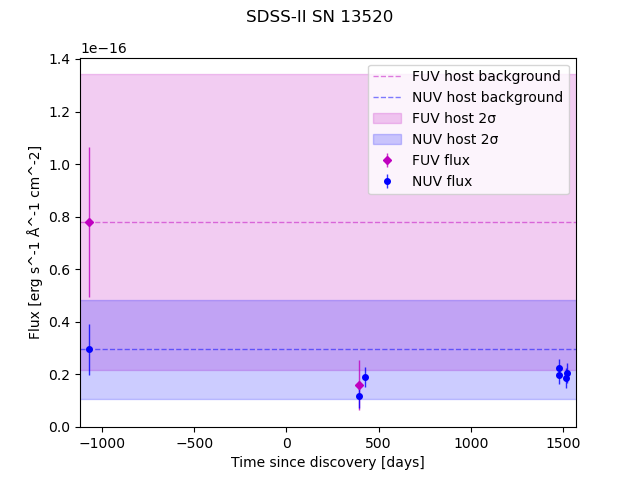 SDSS-II SN 13520
1e−16
1.4
1.2
1.0
0.8
0.6
0.4
0.2
0.0
Flux [erg s^-1 Å^-1 cm^-2]
FUV host background
NUV host background
FUV host 2σ
NUV host 2σ
FUV flux
NUV flux
−1000 −500 0 500 1000 1500
Time since discovery [days]